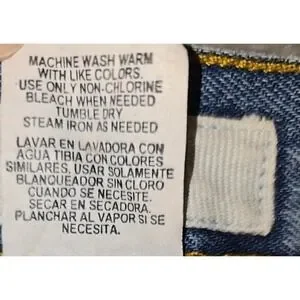 MACHINE WASH WARM
WITH LIKE COLORS.
USE ONLY NON-CHLORINE
BLEACH WHEN NEEDED
TUMBLE DRY
STEAM IRON AS NEEDED
LAVAR EN LAVADORA CON
AGUA TIBIA CON COLORES
SIMILARES. USAR SOLAMENTE
BLANQUEADOR SIN CLORO
CUANDO SE NECESITE.
SECAR EN SECADORA.
PLANCHAR AL VAPOR SI SE
NECESITA.